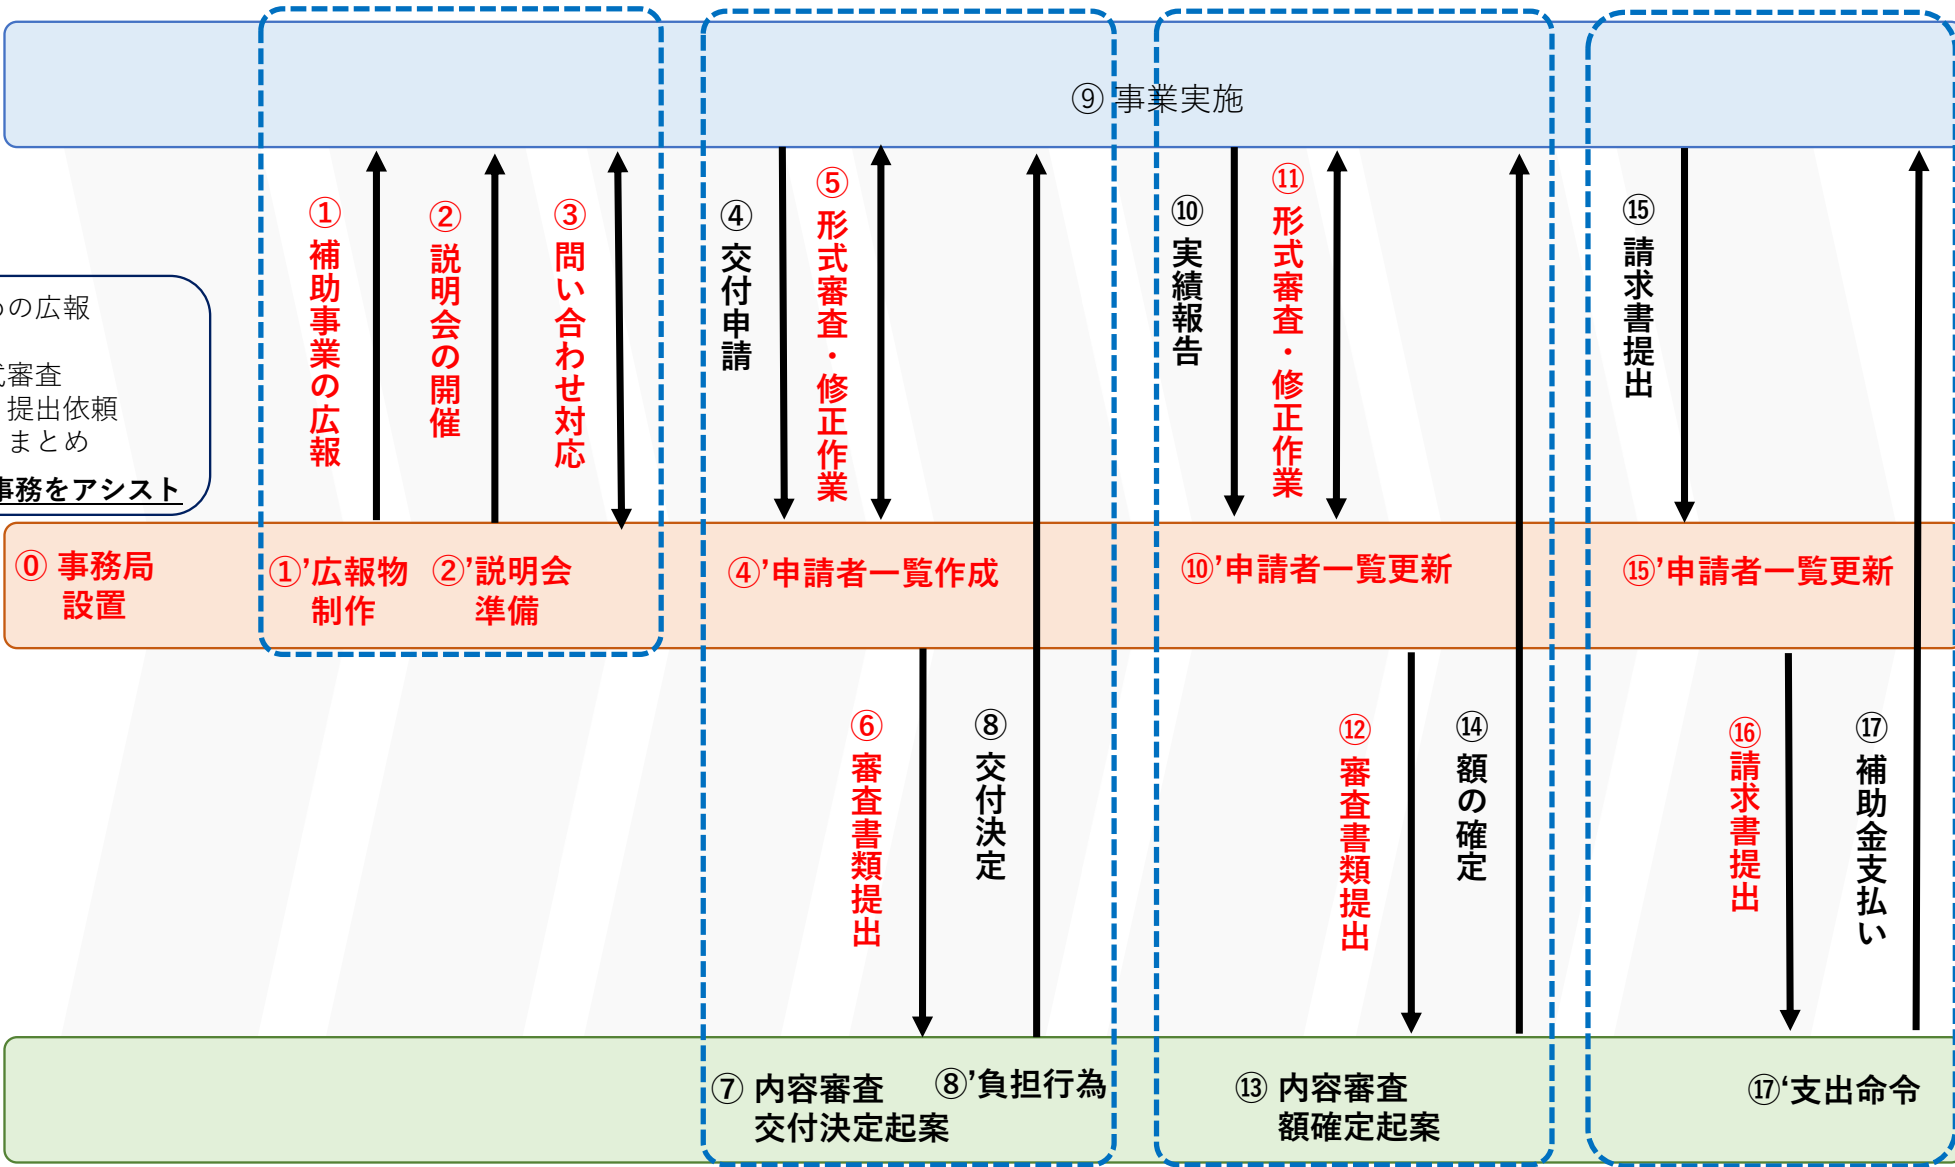 ⑨ 事業実施
① 補助事業の広報
② 説明会の開催
③ 問い合わせ対応
④ 交付申請
⑤ 形式審査・修正作業
⑩ 実績報告
⑪ 形式審査・修正作業
⑮ 請求書提出
の広報
審査
提出依頼
まとめ
事務をアシスト
⓪ 事務局
設置
①’広報物
制作
②’説明会
準備
④’申請者一覧作成
⑩’申請者一覧更新
⑮’申請者一覧更新
⑥ 審査書類提出
⑧ 交付決定
⑫ 審査書類提出
⑭ 額の確定
⑯ 請求書提出
⑰ 補助金支払い
⑦ 内容審査
交付決定起案
⑧’負担行為
⑬ 内容審査
額確定起案
⑰‘支出命令